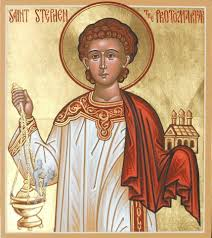 SAINT STEPHEN THE PROTOMARTYR